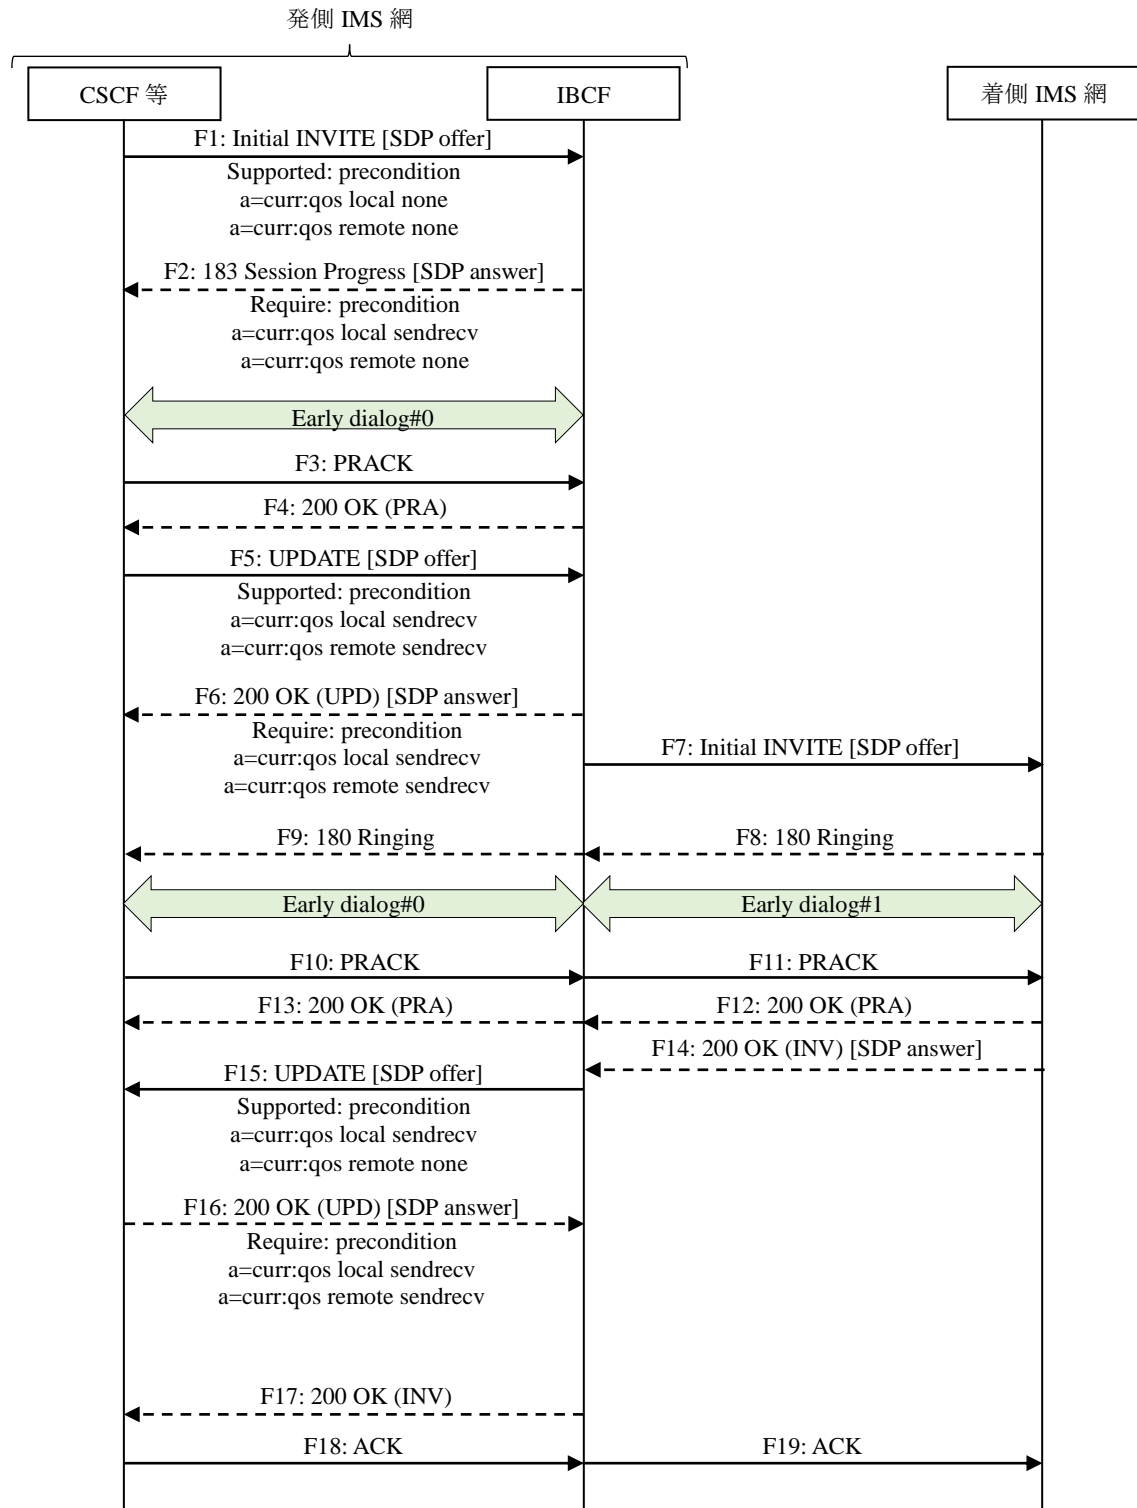 発側 IMS 網
CSCF 等
IBCF
着側 IMS 網
F1: Initial INVITE [SDP offer]
Supported: precondition
a=curr:qos local none
a=curr:qos remote none
F2: 183 Session Progress [SDP answer]
Require: precondition
a=curr:qos local sendrecv
a=curr:qos remote none
Early dialog#0
F3: PRACK
F4: 200 OK (PRA)
F5: UPDATE [SDP offer]
Supported: precondition
a=curr:qos local sendrecv
a=curr:qos remote sendrecv
F6: 200 OK (UPD) [SDP answer]
Require: precondition
a=curr:qos local sendrecv
a=curr:qos remote sendrecv
F7: Initial INVITE [SDP offer]
F9: 180 Ringing
F8: 180 Ringing
Early dialog#0
Early dialog#1
F10: PRACK
F11: PRACK
F13: 200 OK (PRA)
F12: 200 OK (PRA)
F14: 200 OK (INV) [SDP answer]
F15: UPDATE [SDP offer]
Supported: precondition
a=curr:qos local sendrecv
a=curr:qos remote none
F16: 200 OK (UPD) [SDP answer]
Require: precondition
a=curr:qos local sendrecv
a=curr:qos remote sendrecv
F17: 200 OK (INV)
F18: ACK
F19: ACK